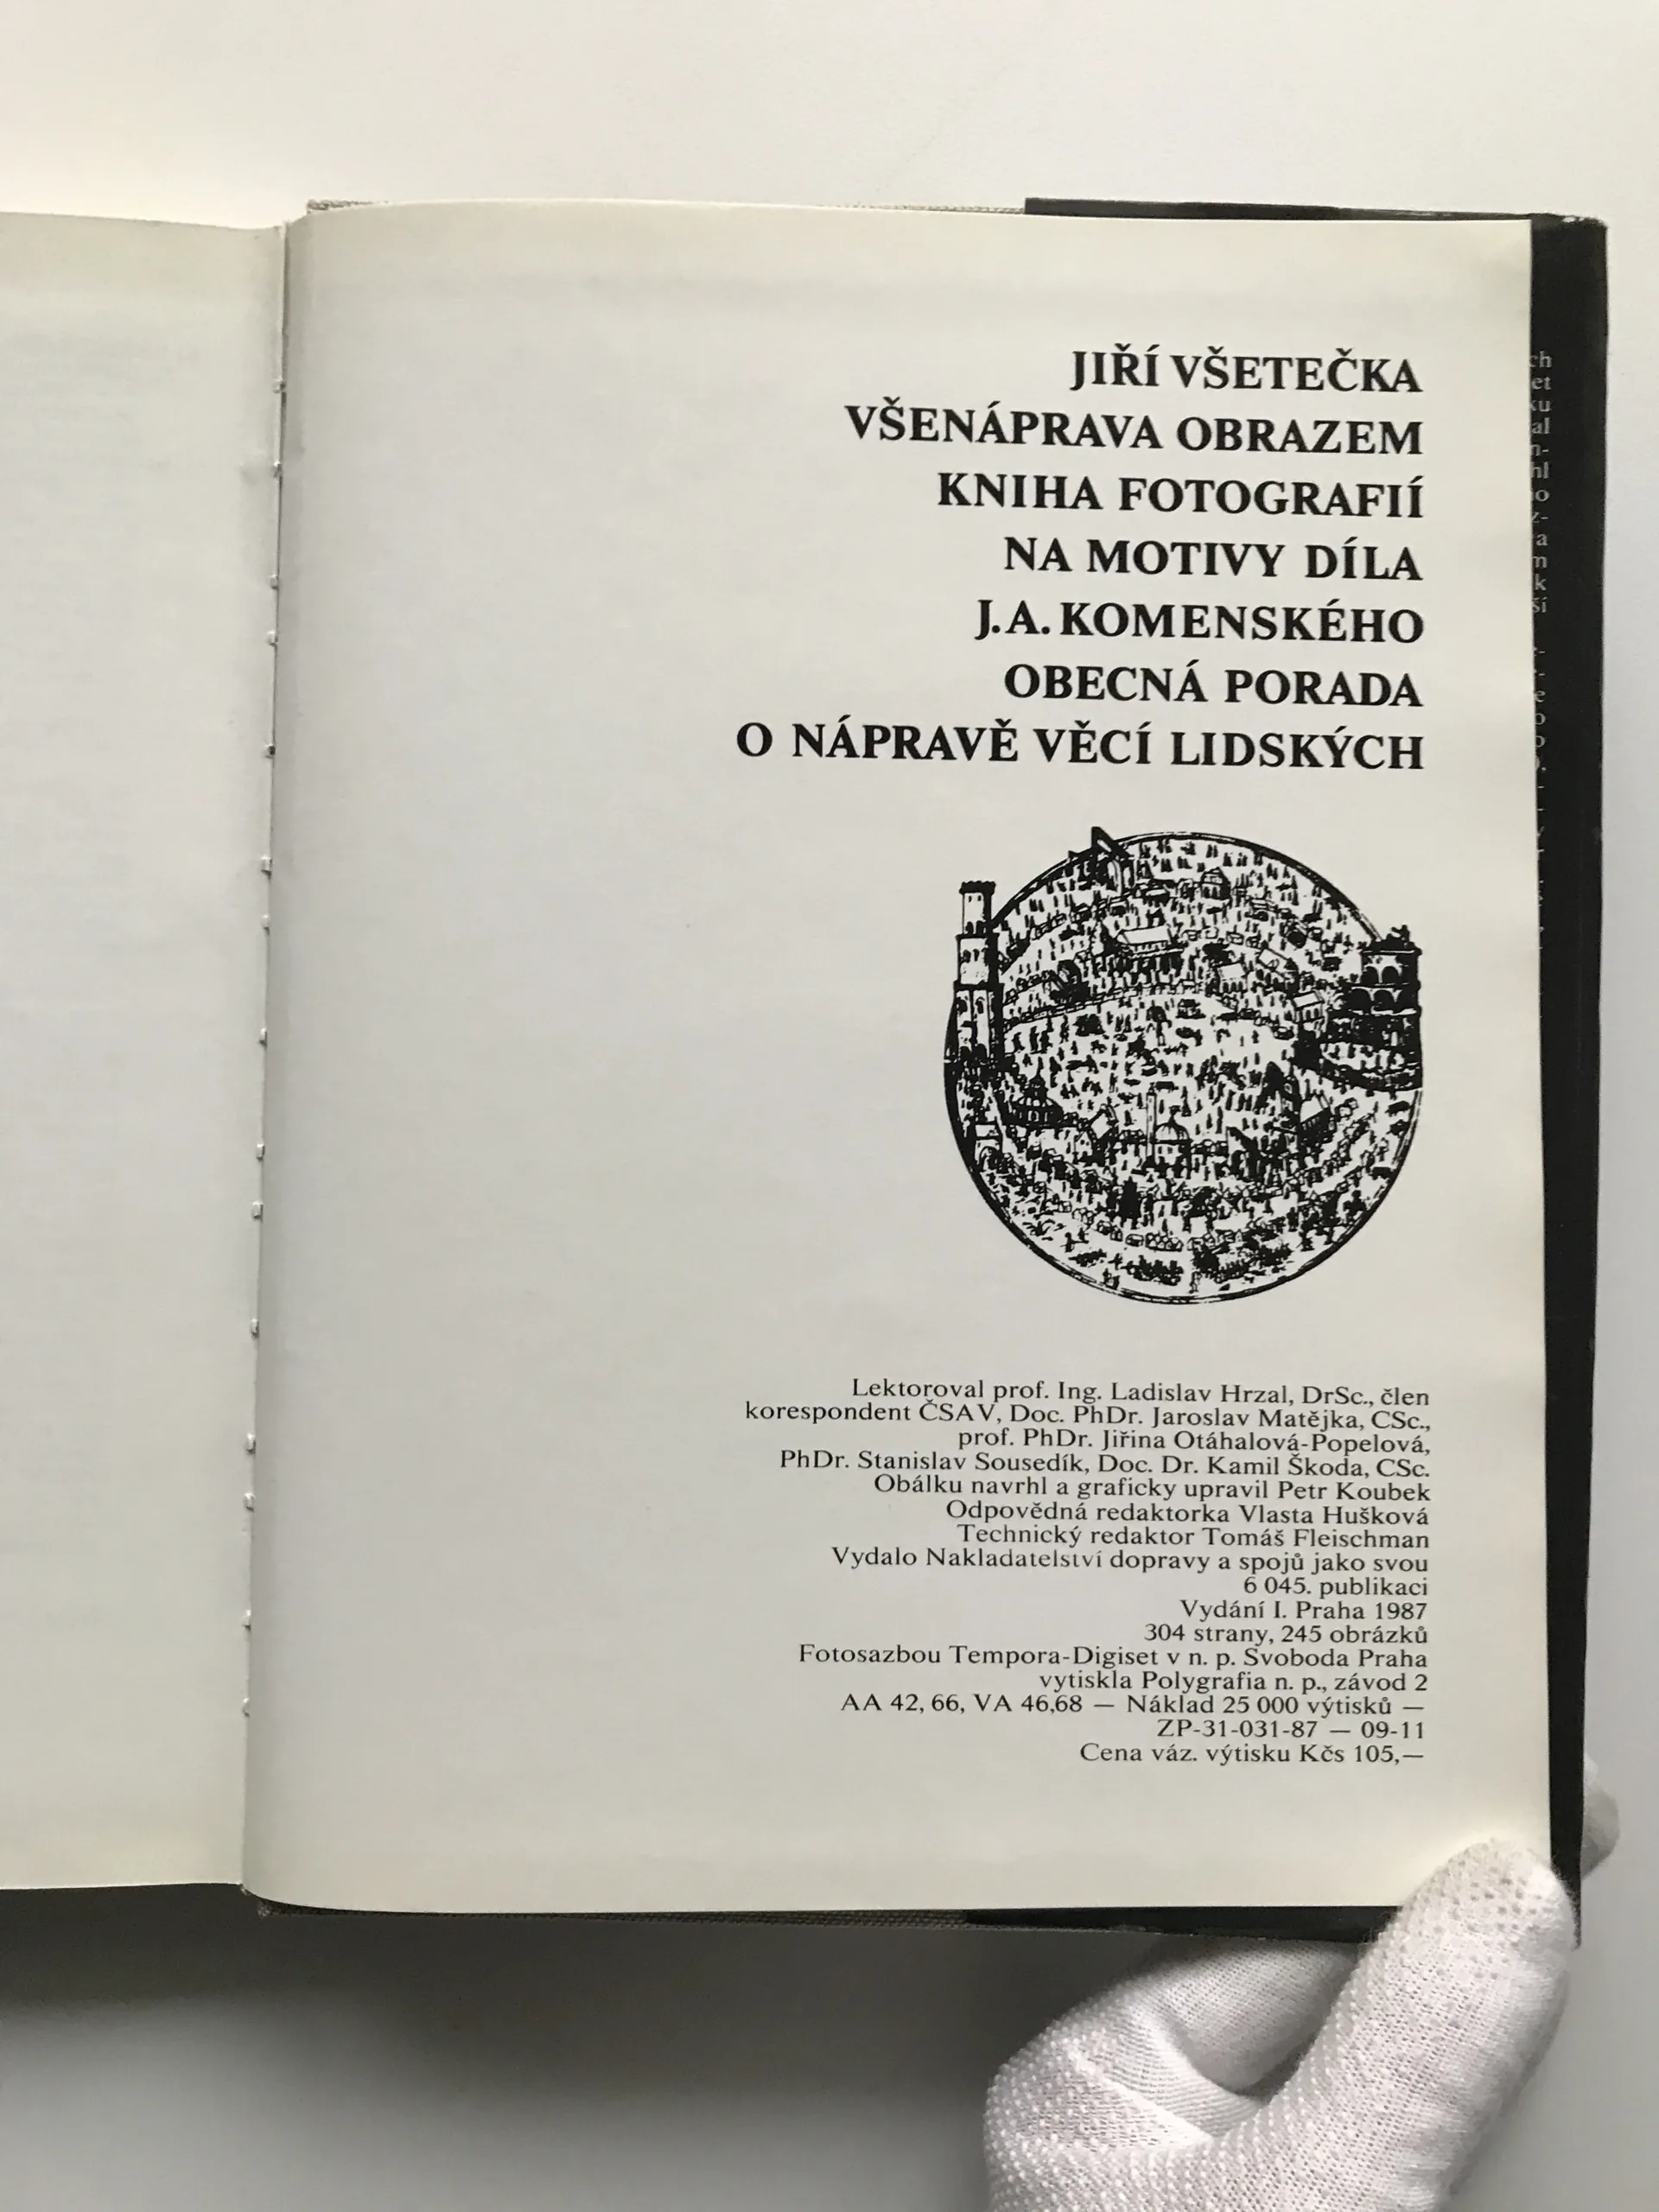 JIŘÍ VŠETEČKA
VŠENÁPRAVA OBRAZEM
KNIHA FOTOGRAFIÍ
NA MOTIVY DÍLA
J. A. KOMENSKÉHO
OBECNÁ PORADA
O NÁPRAVĚ VĚCÍ LIDSKÝCH
Lektoroval prof. Ing. Ladislav Hrzal, DrSc., člen
korespondent ČSAV, Doc. PhDr. Jaroslav Matějka, CSc.,
prof. PhDr. Jiřina Otáhalová-Popelová,
PhDr. Stanislav Sousedík, Doc. Dr. Kamil Škoda, CSc.
Obálku navrhl a graficky upravil Petr Koubek
Odpovědná redaktorka Vlasta Hušková
Technický redaktor Tomáš Fleischman
Vydalo Nakladatelství dopravy a spojů jako svou
6 045. publikaci
Vydání I. Praha 1987
304 strany, 245 obrázků
Fotosazbou Tempora-Digiset v n. p. Svoboda Praha
vytiskla Polygrafia n. p., závod 2
AA 42, 66, VA 46,68 — Náklad 25 000 výtisků —
ZP-31-031-87 — 09-11
Cena váz. výtisku Kčs 105,—